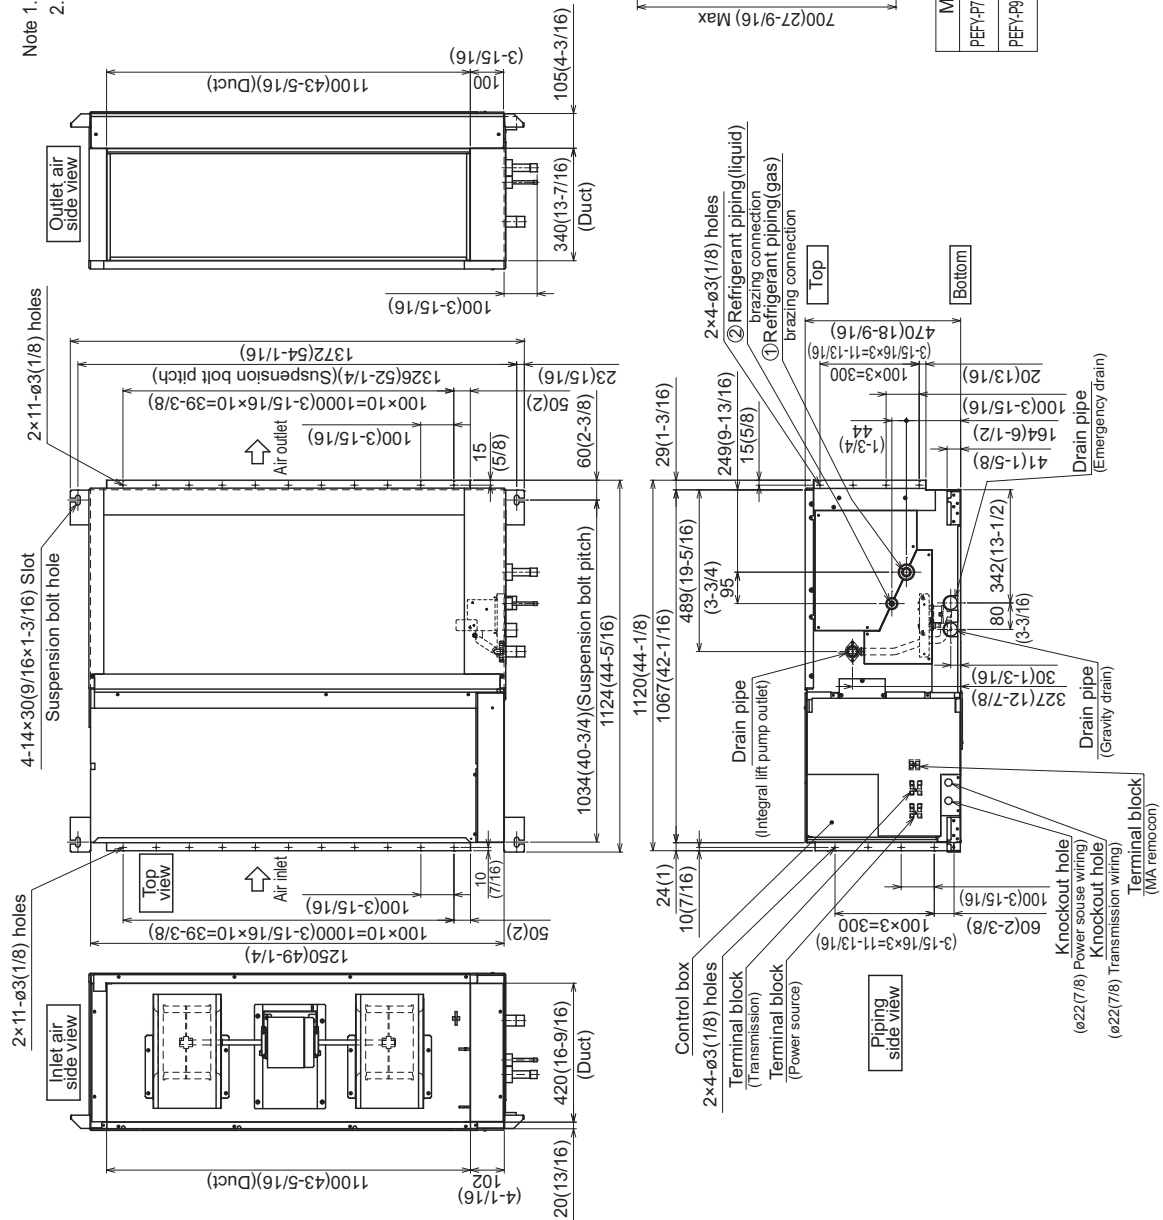 Note 1.
2.
Outlet air
side view
1100(43-5/16)(Duct)
100
(3-15/16)
105(4-3/16)
340(13-7/16)
(Duct)
100(3-15/16)
700(27-9/16) Max
M
PEFY-P7
PEFY-P9
2×11-ø3(1/8) holes
4-14×30(9/16×1-3/16) Slot
Suspension bolt hole
1372(54-1/16)
1326(52-1/4)(Suspension bolt pitch)
100×10=1000(3-15/16×10=39-3/8)
100(3-15/16)
Air outlet
23(15/16)
50(2)
15
(5/8)
60(2-3/8)
1034(40-3/4)(Suspension bolt pitch)
1124(44-5/16)
2×11-ø3(1/8) holes
Top
view
Air inlet
10
(7/16)
100(3-15/16)
100×10=1000(3-15/16×10=39-3/8)
50(2)
1250(49-1/4)
Inlet air
side view
420(16-9/16)
(Duct)
1100(43-5/16)(Duct)
102
(4-1/16)
20(13/16)
2×4-ø3(1/8) holes
②Refrigerant piping(liquid)
brazing connection
①Refrigerant piping(gas)
brazing connection
Top
Bottom
29(1-3/16)
249(9-13/16)
15(5/8)
1120(44-1/8)
1067(42-1/16)
489(19-5/16)
(3-3/4)
95
470(18-9/16)
(3-15/16×3=11-13/16)
100×3=300
20(13/16)
100(3-15/16)
44
(1-3/4)
164(6-1/2)
41(1-5/8)
Drain pipe
(Emergency drain)
342(13-1/2)
80
(3-3/16)
30(1-3/16)
327(12-7/8)
Drain pipe
(Gravity drain)
Drain pipe
(Integral lift pump outlet)
24(1)
10(7/16)
Control box
2×4-ø3(1/8) holes
Terminal block
(Transmission)
Terminal block
(Power source)
Piping
side view
(3-15/16×3=11-13/16)
100×3=300
100(3-15/16)
60(2-3/8)
Knockout hole
(ø22(7/8) Power souse wiring)
Knockout hole
(ø22(7/8) Transmission wiring)
Terminal block
(MA remocon)